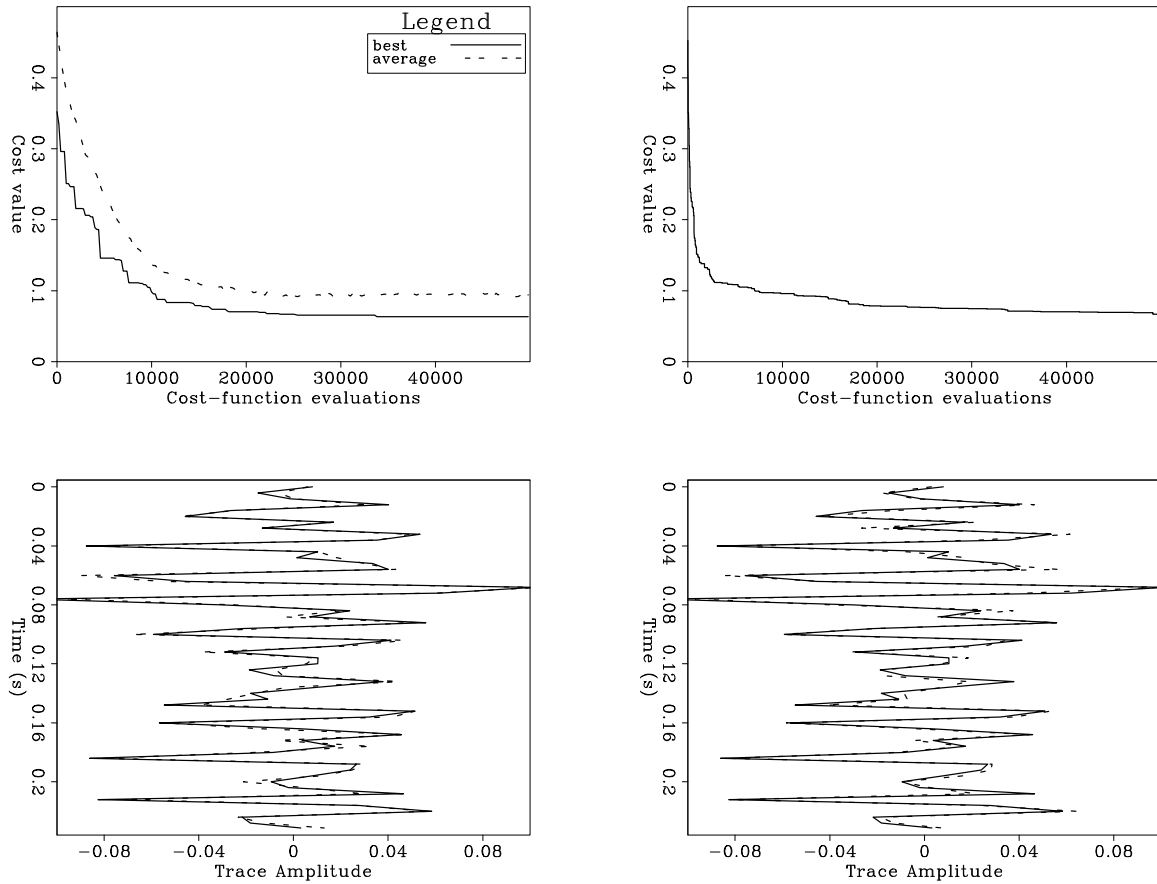 Legend
best
average
Cost value
0.4
0.3
0.2
0.1
0
0 10000 20000 30000 40000
Cost-function evaluations
Cost value
0.4
0.3
0.2
0.1
0
0 10000 20000 30000 40000
Cost-function evaluations
Time (s)
0
0.04
0.08
0.12
0.16
0.2
-0.08 -0.04 0 0.04 0.08
Trace Amplitude
Time (s)
0
0.04
0.08
0.12
0.16
0.2
-0.08 -0.04 0 0.04 0.08
Trace Amplitude